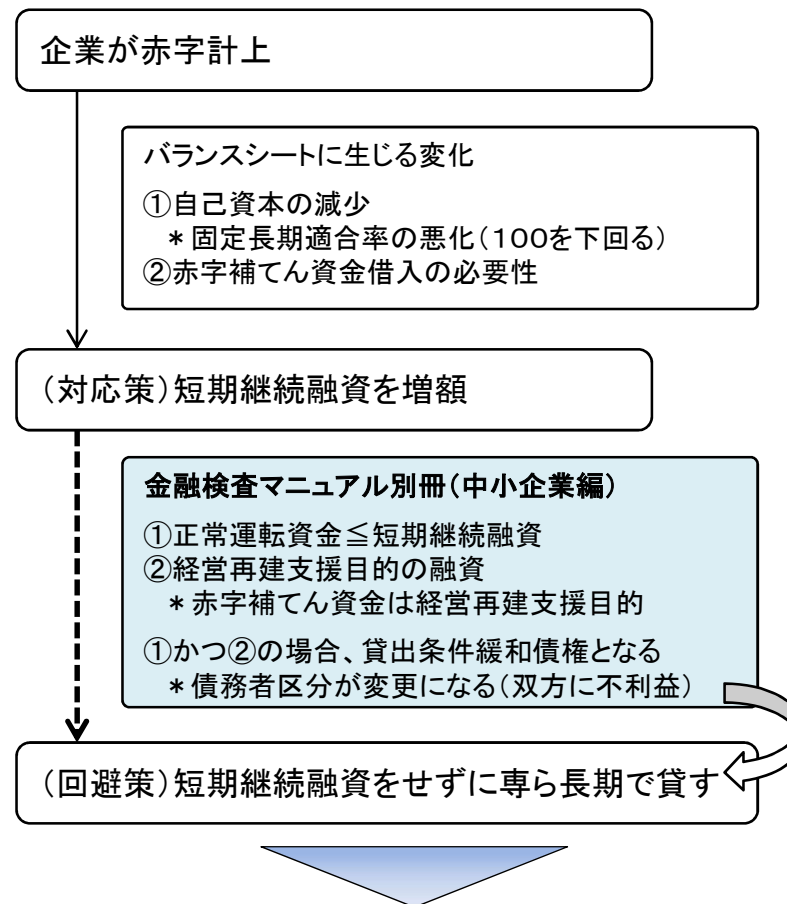 企業が赤字計上
バランスシートに生じる変化
①自己資本の減少
＊固定長期適合率の悪化（１００を下回る）
②赤字補てん資金借入の必要性
（対応策）短期継続融資を増額
金融検査マニュアル別冊（中小企業編）
①正常運転資金≦短期継続融資
②経営再建支援目的の融資
＊赤字補てん資金は経営再建支援目的
①かつ②の場合、貸出条件緩和債権となる
＊債務者区分が変更になる（双方に不利益）
（回避策）短期継続融資をせずに専ら長期で貸す